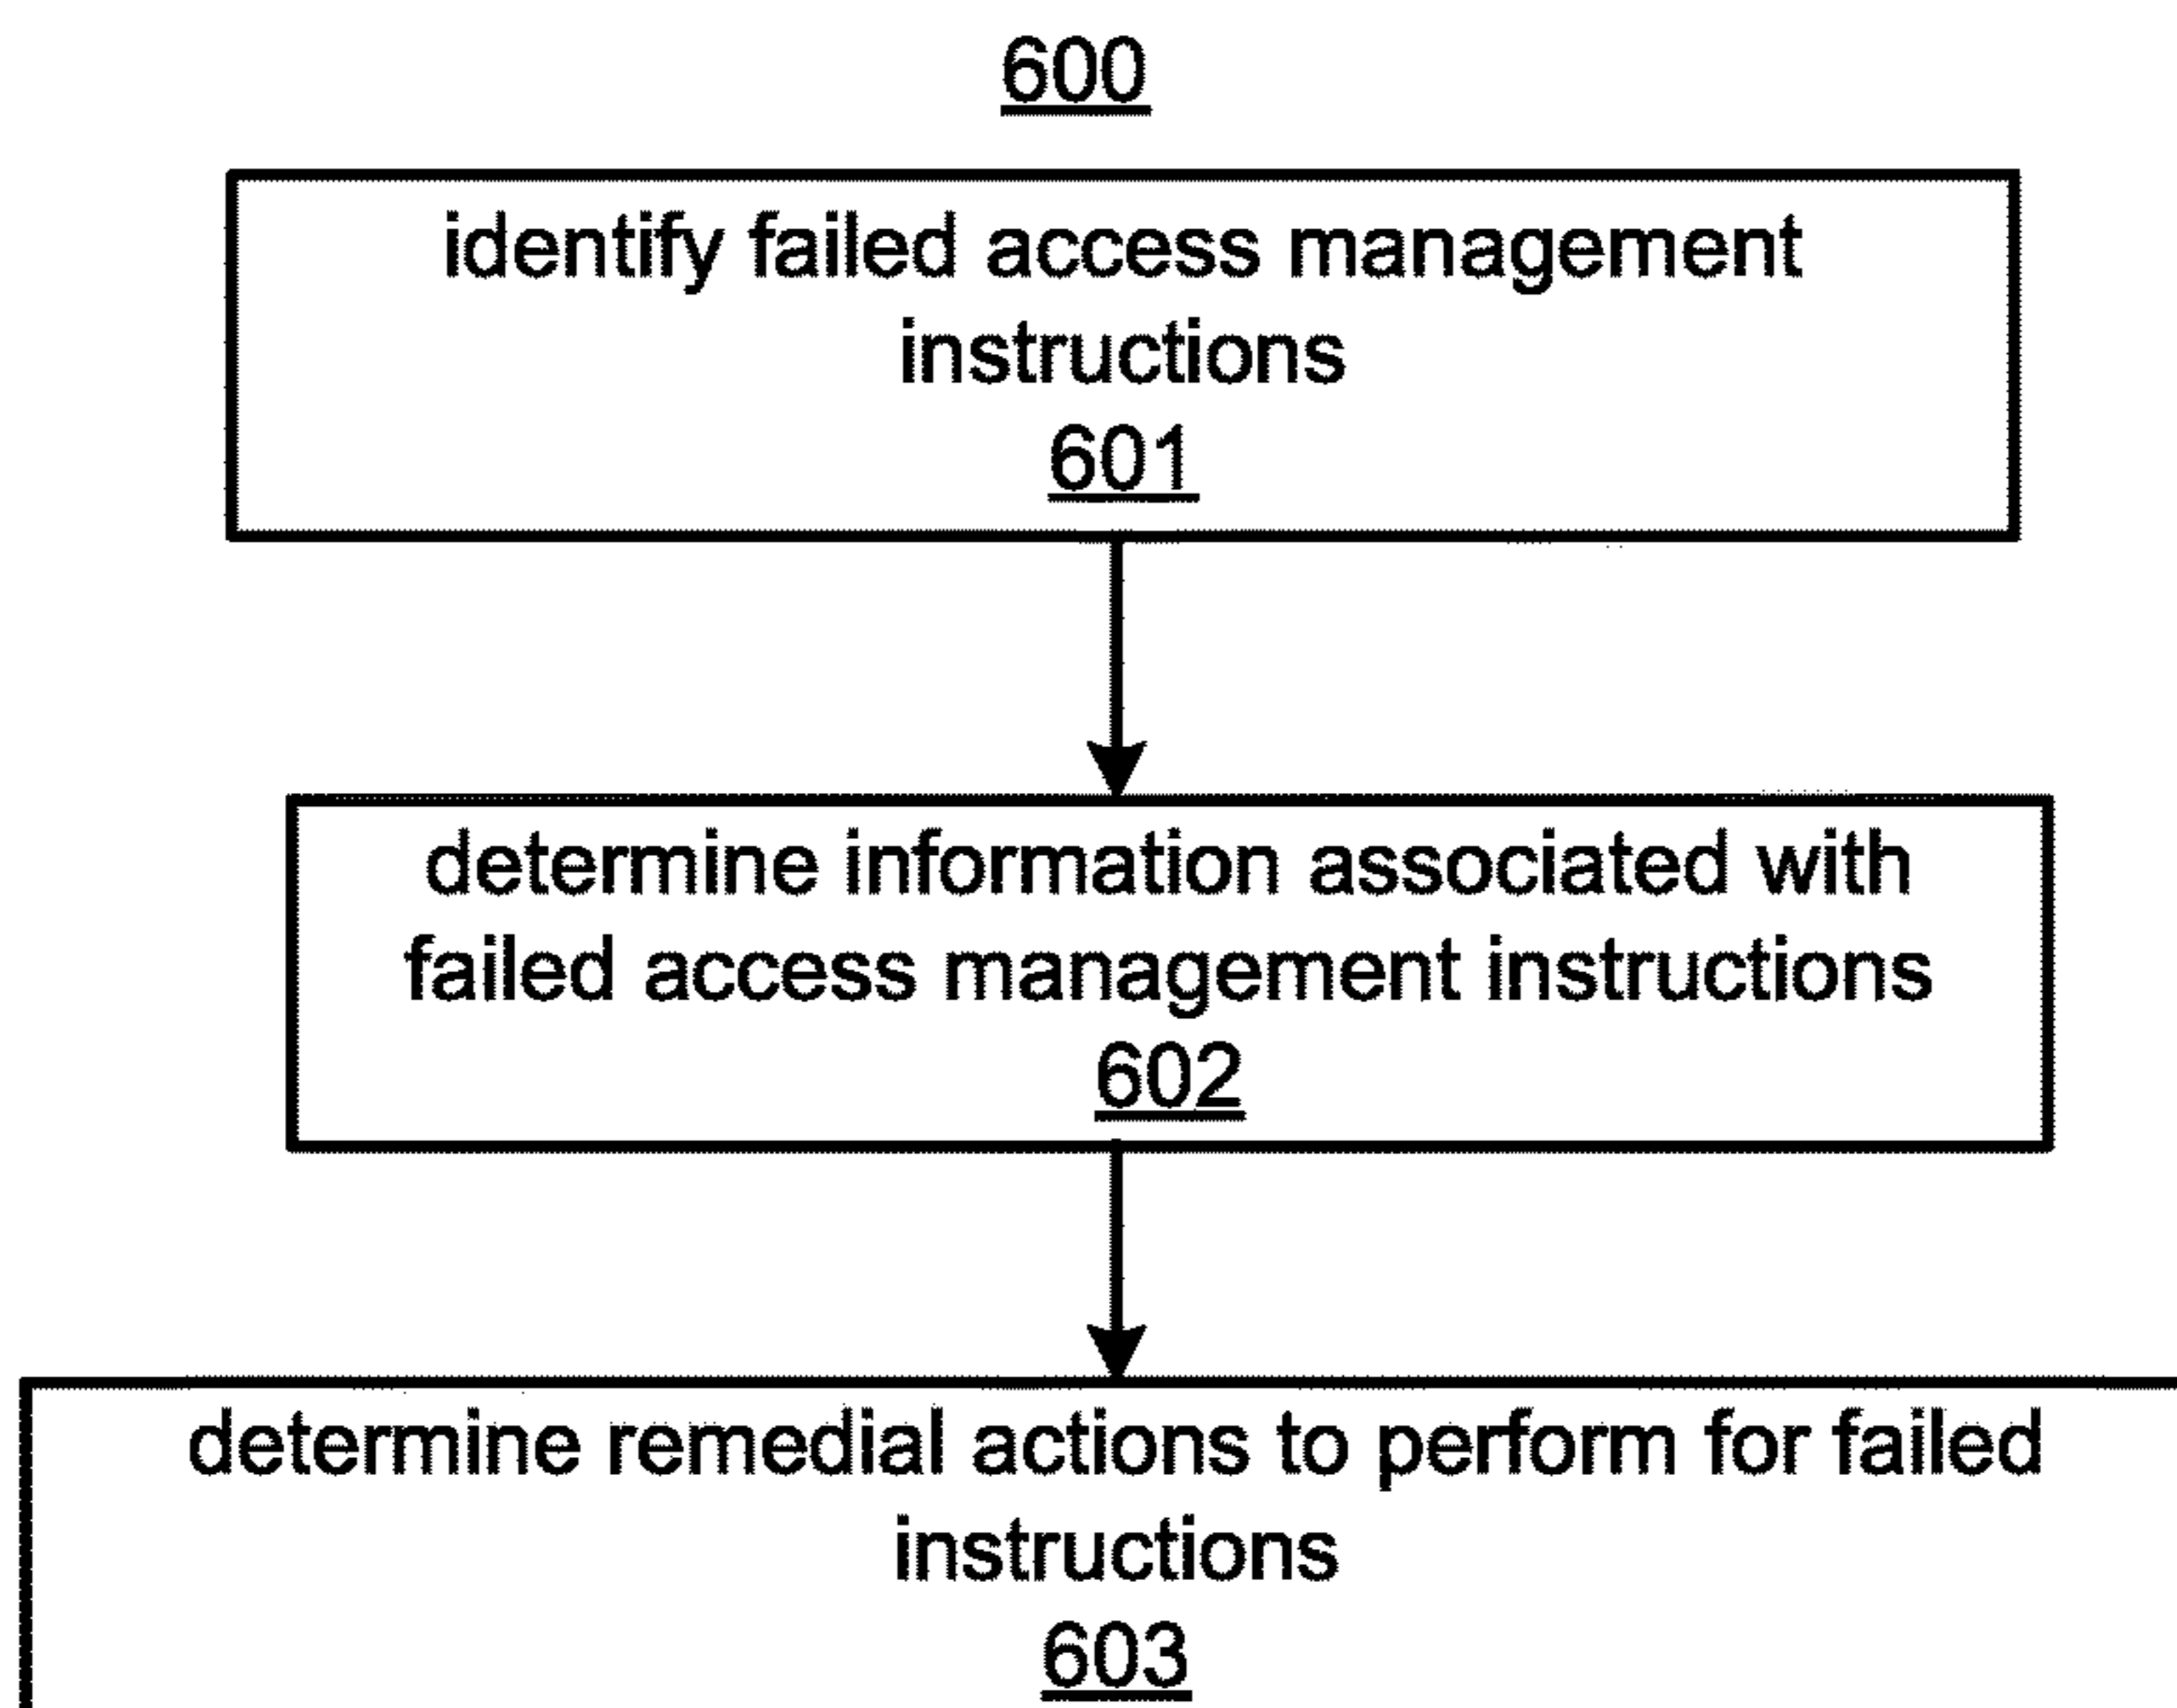 600
identify failed access management
instructions
601
determine information associated with
failed access management instructions
602
determine remedial actions to perform for failed
instructions
603